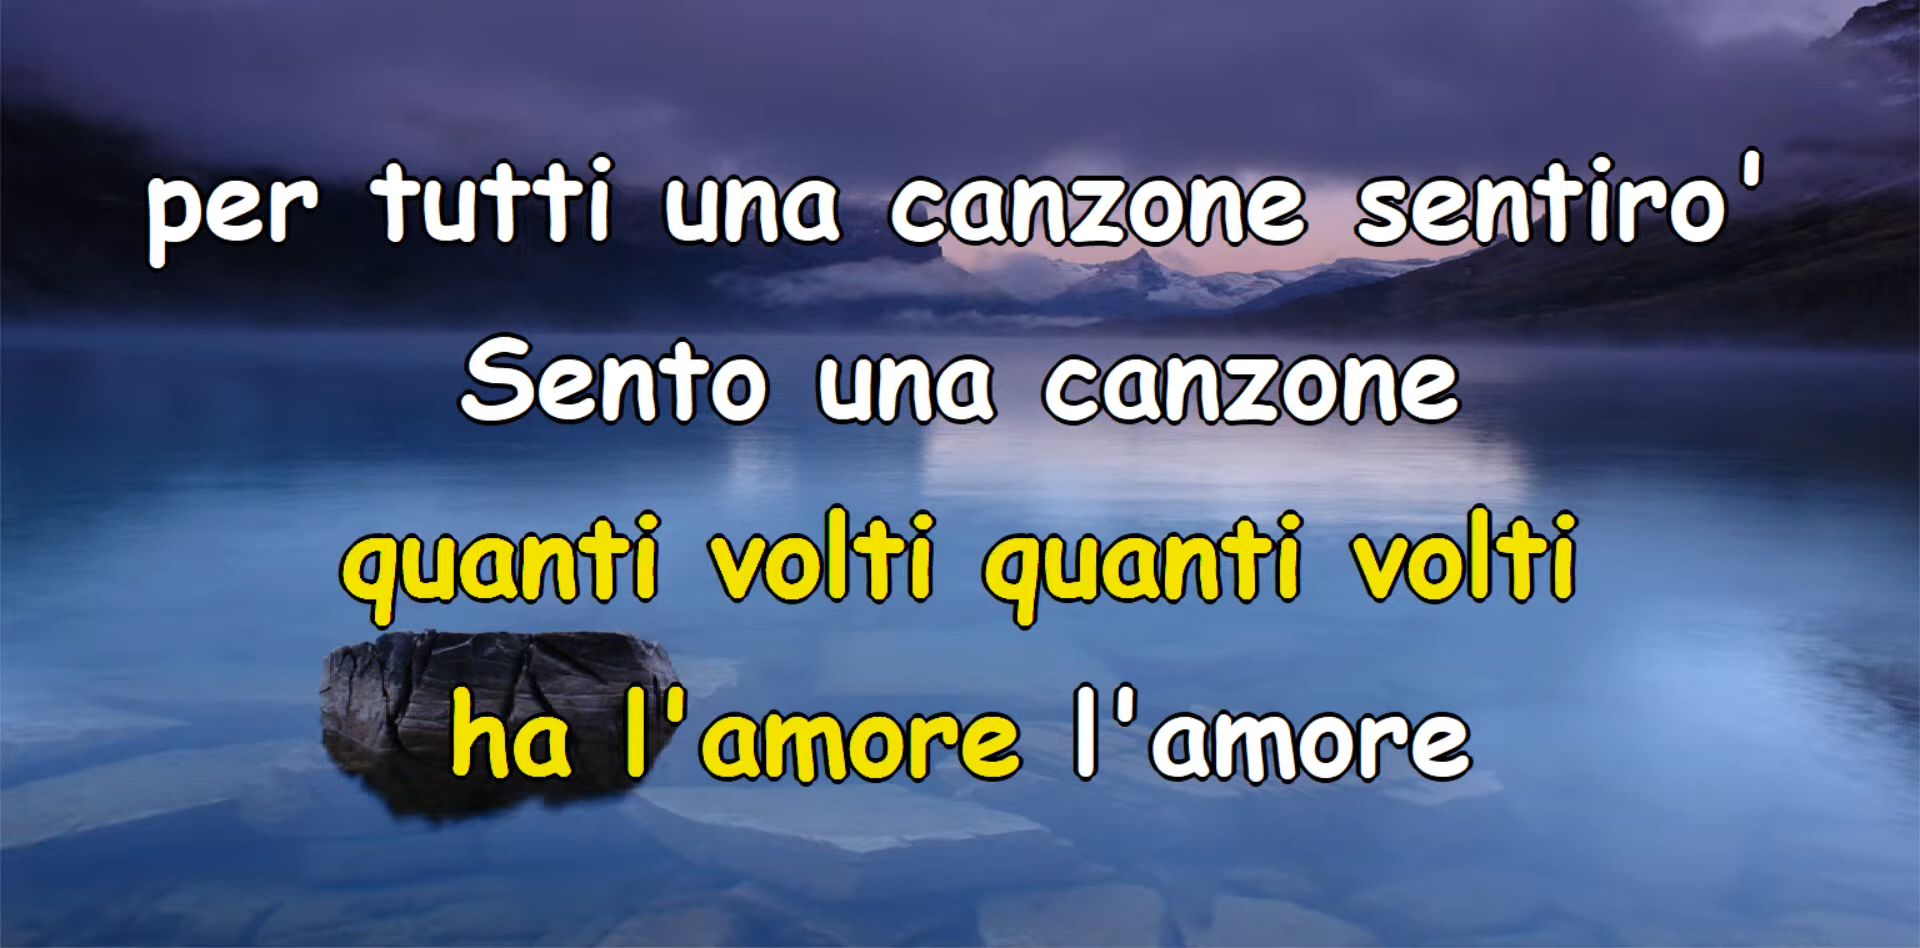 per tutti una canzone sentiro'
Sento una canzone
quanti volti quanti volti
ha l'amore l'amore